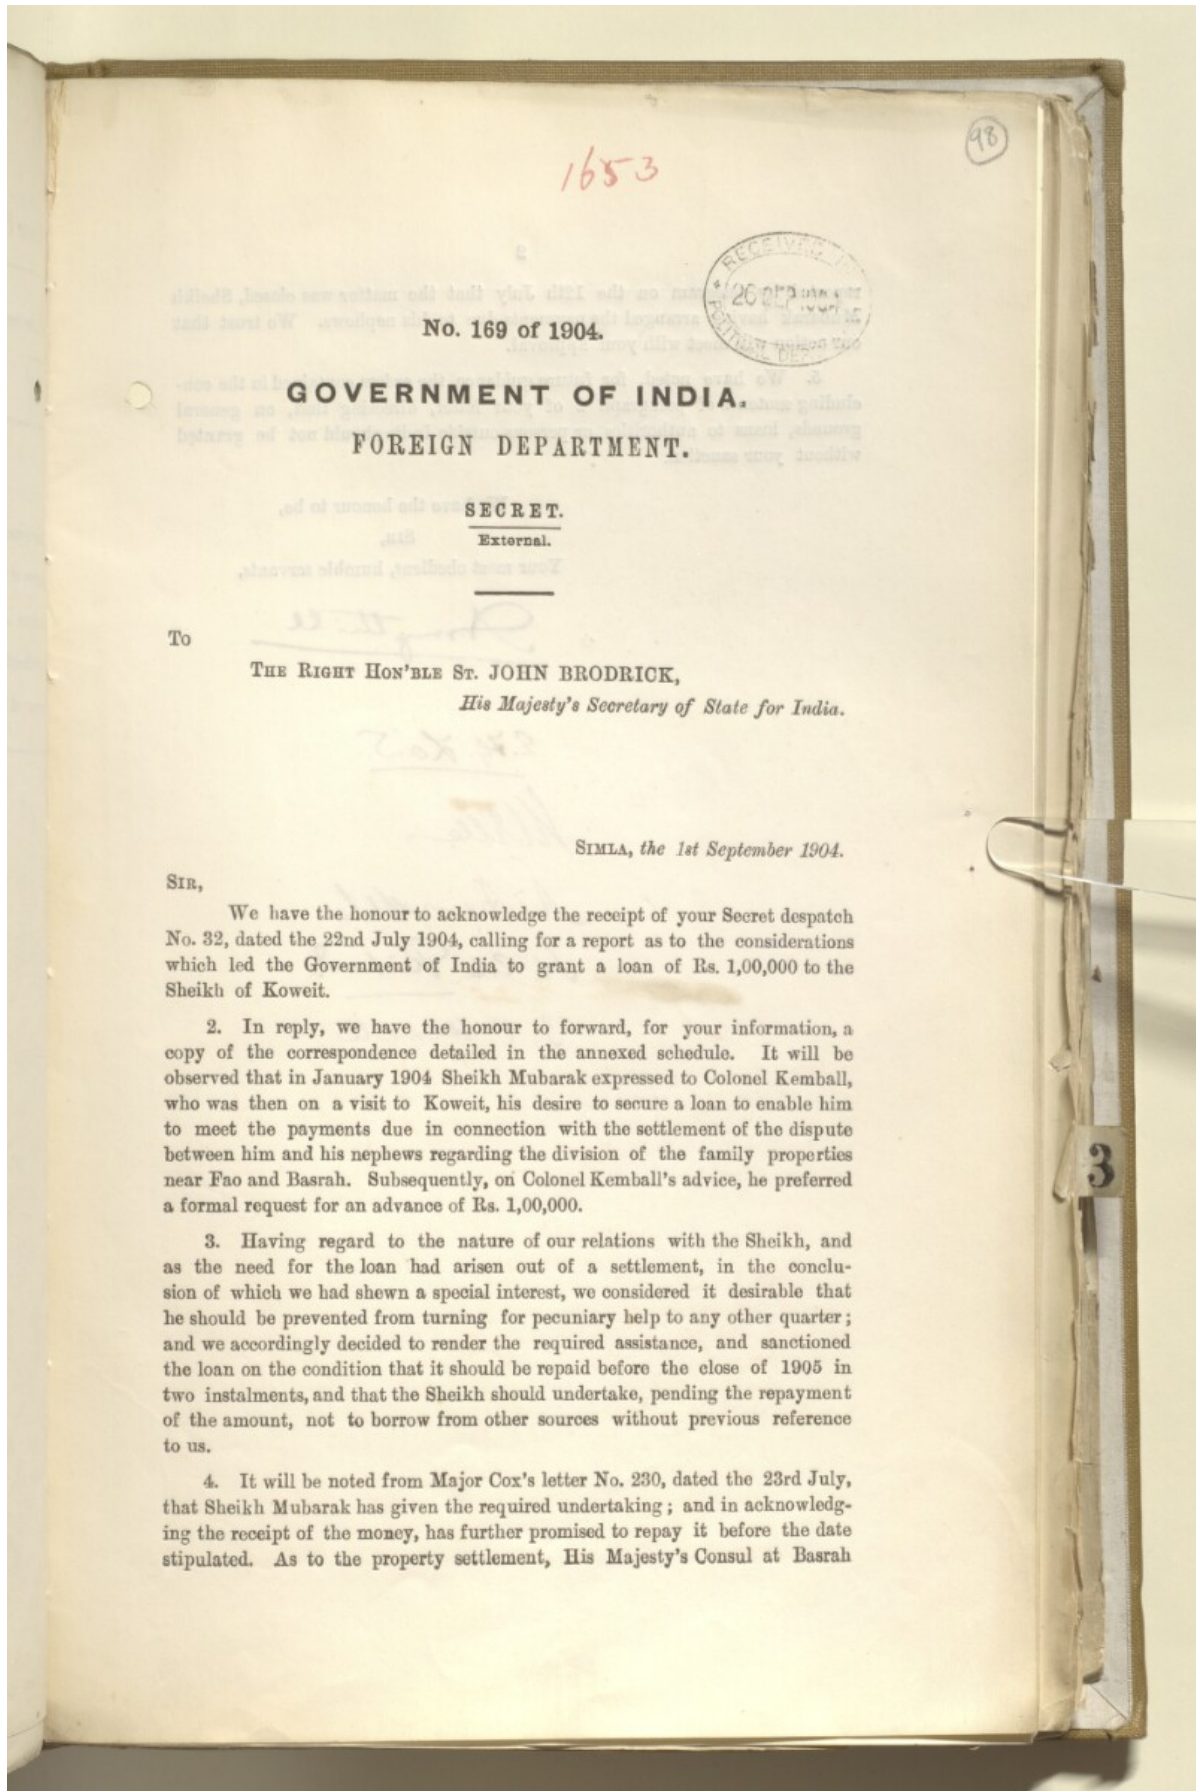 98
1653
RECEIVED
26 SEP 1904
POLITICAL DEP
No. 169 of 1904.
GOVERNMENT OF INDIA.
FOREIGN DEPARTMENT.
SECRET.
External.
To
THE RIGHT HON'BLE ST. JOHN BRODRICK,
His Majesty's Secretary of State for India.
SIMLA, the 1st September 1904.
SIR,
We have the honour to acknowledge the receipt of your Secret despatch
No. 32, dated the 22nd July 1904, calling for a report as to the considerations
which led the Government of India to grant a loan of Rs. 1,00,000 to the
Sheikh of Koweit.
2. In reply, we have the honour to forward, for your information, a
copy of the correspondence detailed in the annexed schedule. It will be
observed that in January 1904 Sheikh Mubarak expressed to Colonel Kemball,
who was then on a visit to Koweit, his desire to secure a loan to enable him
to meet the payments due in connection with the settlement of the dispute
between him and his nephews regarding the division of the family properties
near Fao and Basrah. Subsequently, on Colonel Kemball's advice, he preferred
a formal request for an advance of Rs. 1,00,000.
3. Having regard to the nature of our relations with the Sheikh, and
as the need for the loan had arisen out of a settlement, in the conclu-
sion of which we had shewn a special interest, we considered it desirable that
he should be prevented from turning for pecuniary help to any other quarter;
and we accordingly decided to render the required assistance, and sanctioned
the loan on the condition that it should be repaid before the close of 1905 in
two instalments, and that the Sheikh should undertake, pending the repayment
of the amount, not to borrow from other sources without previous reference
to us.
4. It will be noted from Major Cox's letter No. 230, dated the 23rd July,
that Sheikh Mubarak has given the required undertaking; and in acknowledg-
ing the receipt of the money, has further promised to repay it before the date
stipulated. As to the property settlement, His Majesty's Consul at Basrah
3